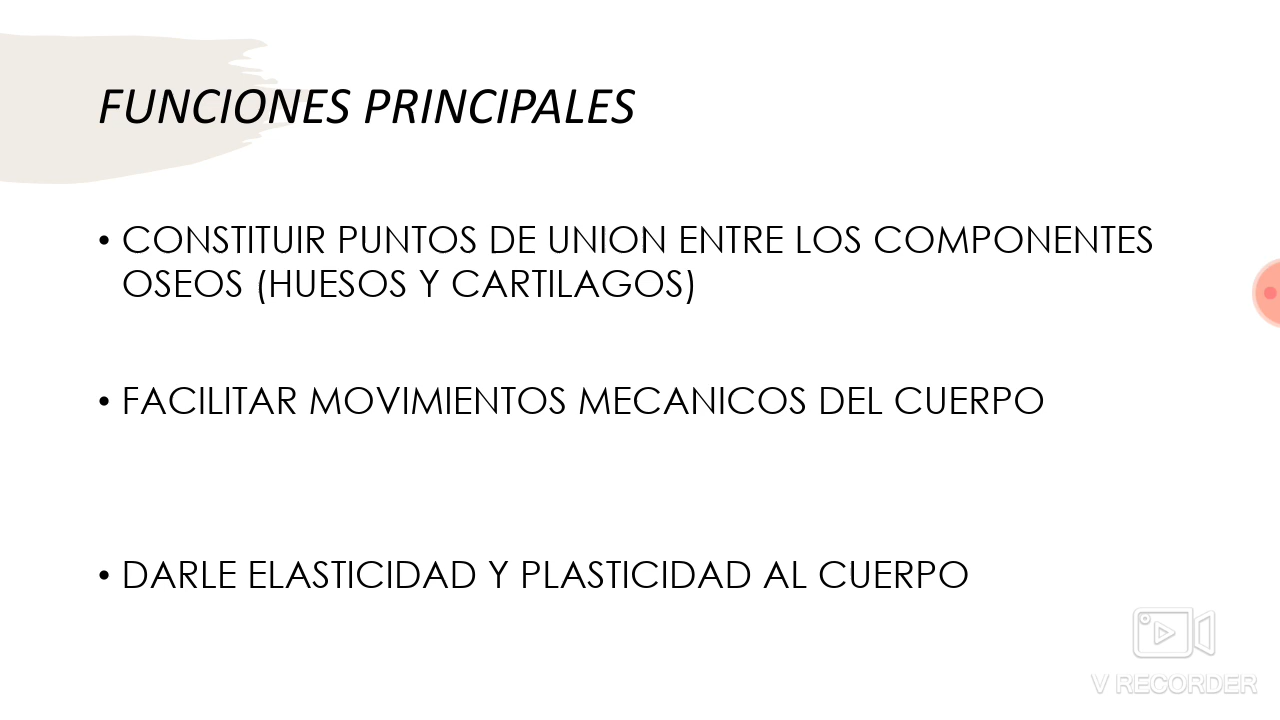 FUNCIONES PRINCIPALES
• CONSTITUIR PUNTOS DE UNION ENTRE LOS COMPONENTES
OSEOS (HUESOS Y CARTILAGOS)
• FACILITAR MOVIMIENTOS MECANICOS DEL CUERPO
• DARLE ELASTICIDAD Y PLASTICIDAD AL CUERPO
V RECORDER